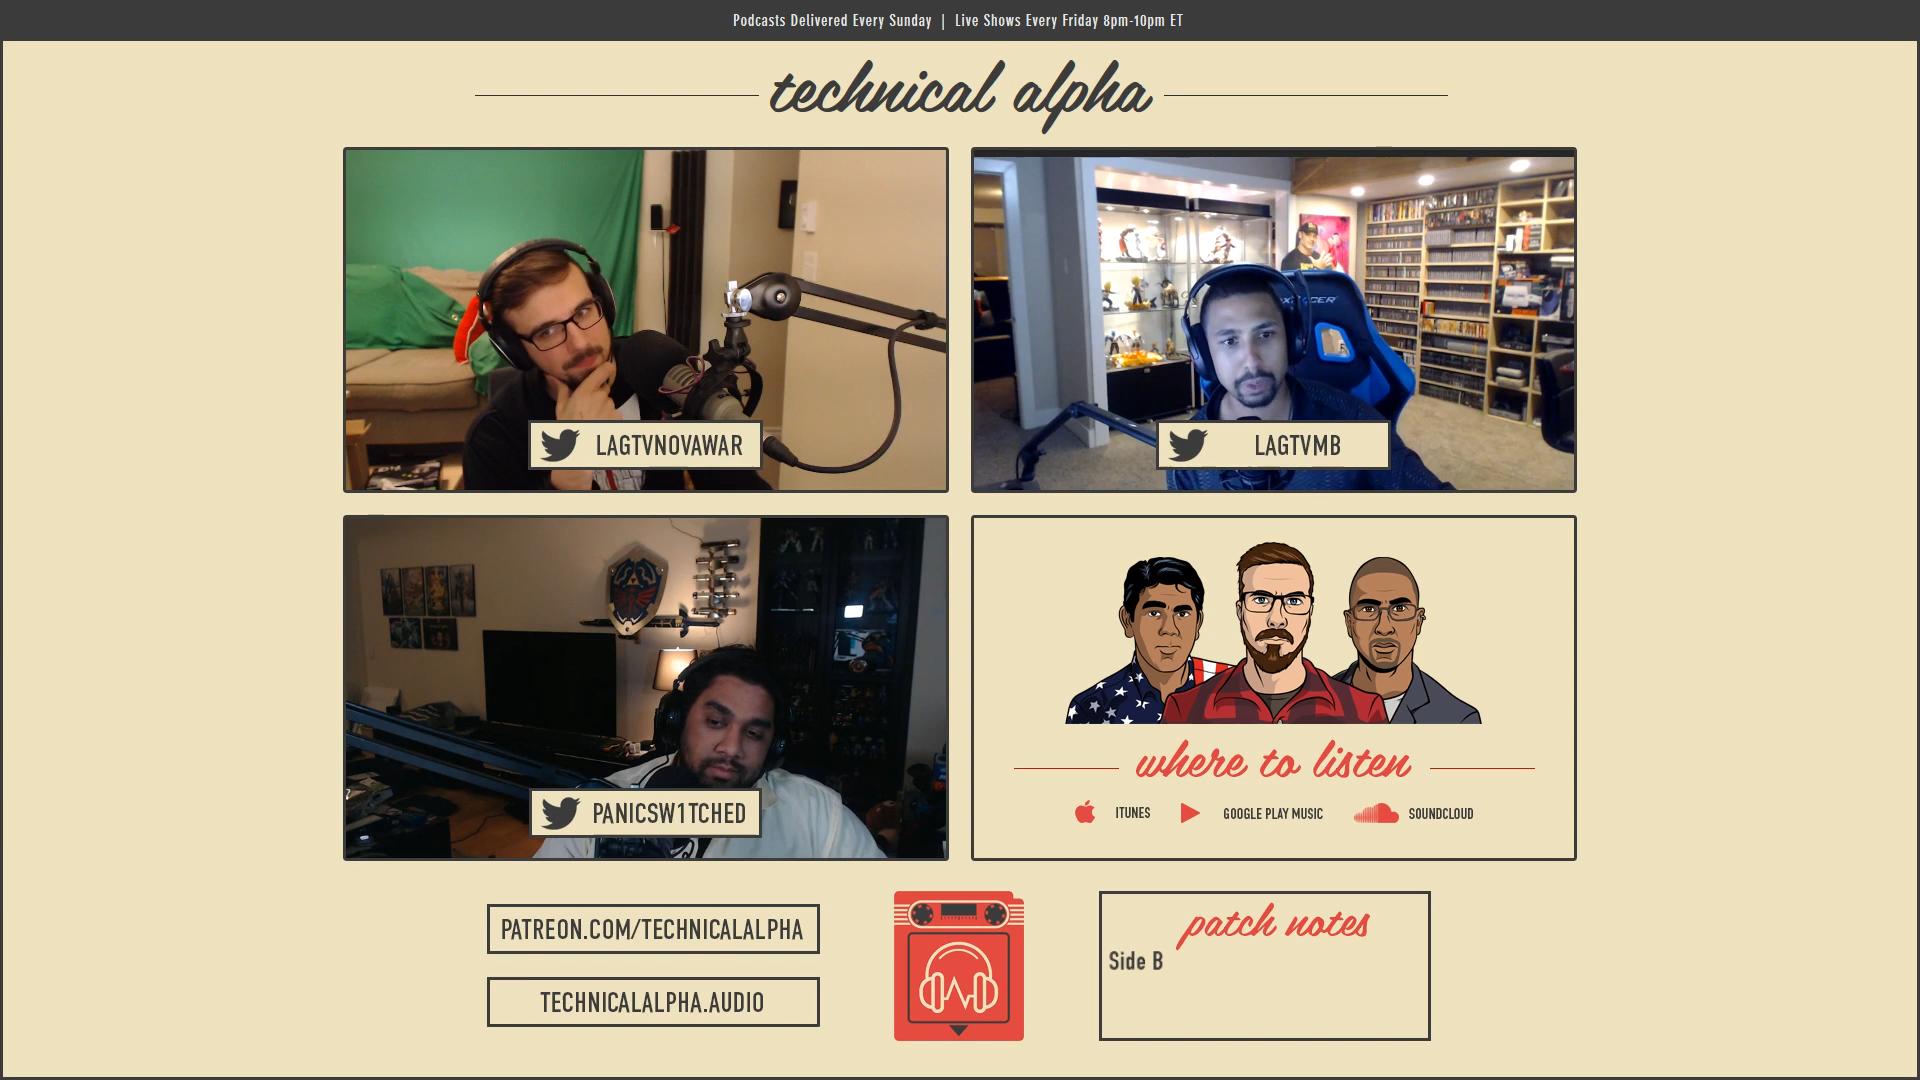 Podcasts Delivered Every Sunday | Live Shows Every Friday 8pm-10pm ET
technical alpha
LAGTVNOVAWAR
LAGTVMB
PANICSW1TCHED
where to listen
ITUNES
GOOGLE PLAY MUSIC
SOUNDCLOUD
PATREON.COM/TECHNICALALPHA
TECHNICALALPHA.AUDIO
patch notes
Side B